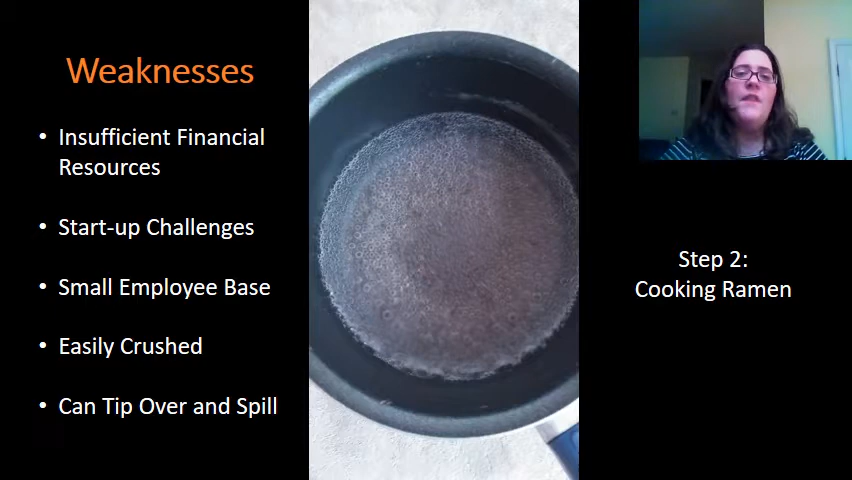 Weaknesses
• Insufficient Financial
Resources
• Start-up Challenges
• Small Employee Base
• Easily Crushed
• Can Tip Over and Spill
Step 2:
Cooking Ramen